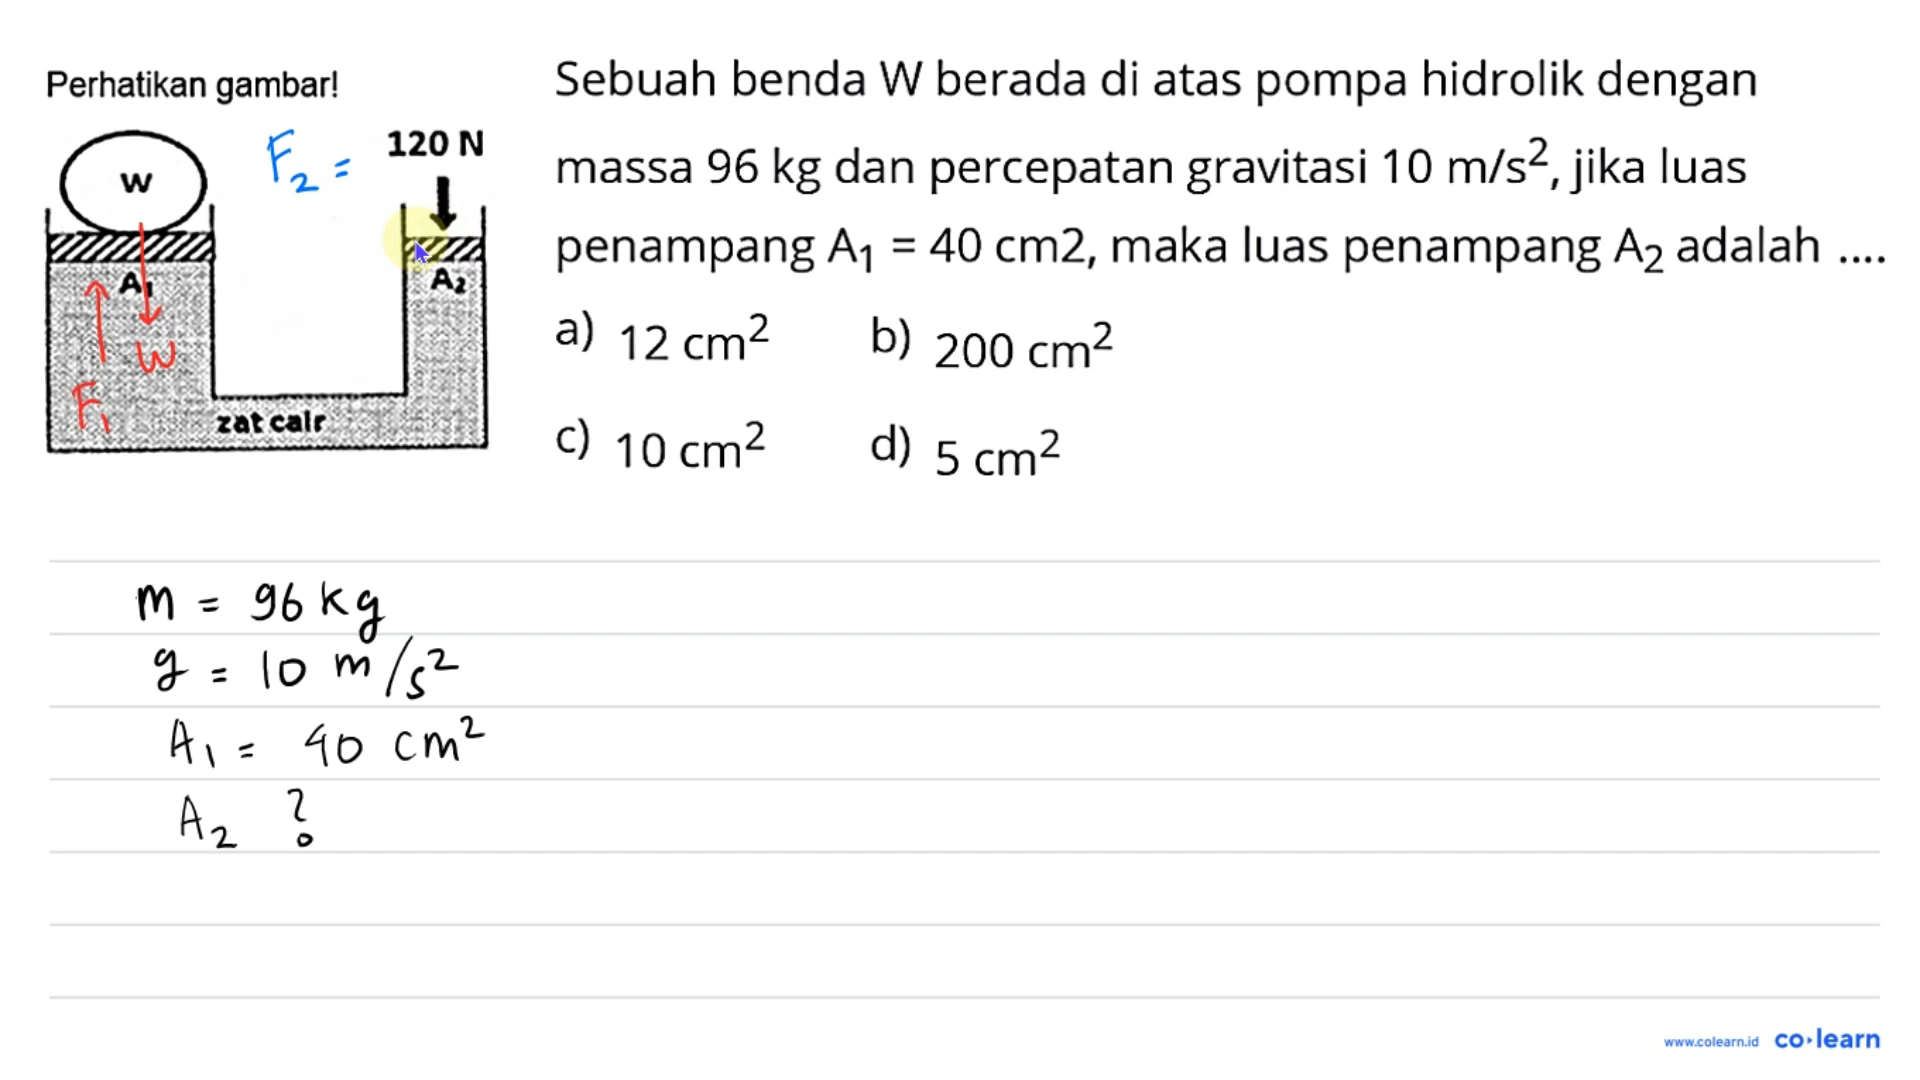 Perhatikan gambar!
Sebuah benda W berada di atas pompa hidrolik dengan
massa 96 kg dan percepatan gravitasi 10 m/s², jika luas
penampang A₁ = 40 cm2, maka luas penampang A₂ adalah ....
a) 12 cm² b) 200 cm²
c) 10 cm² d) 5 cm²
F₂ =
120 N
W
A₁
A₂
W
F₁
zat cair
m = 96 kg
g = 10 m/s²
A₁ = 40 cm²
A₂ ?
www.colearn.id co·learn